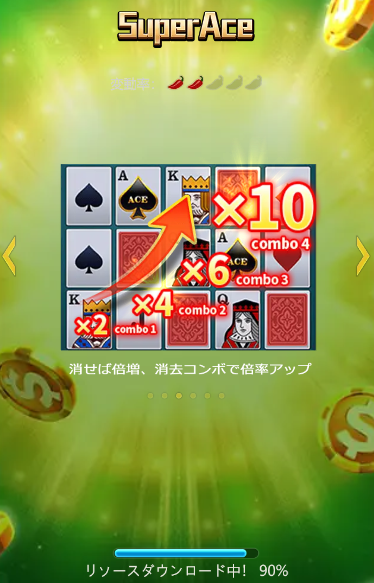 SuperAce
A
K
ACE
×10
combo 4
A
ACE
×6
combo 3
×4
combo 2
K
×2
combo 1
Q
消せば倍増、消去コンボで倍率アップ
リソースダウンロード中! 90%